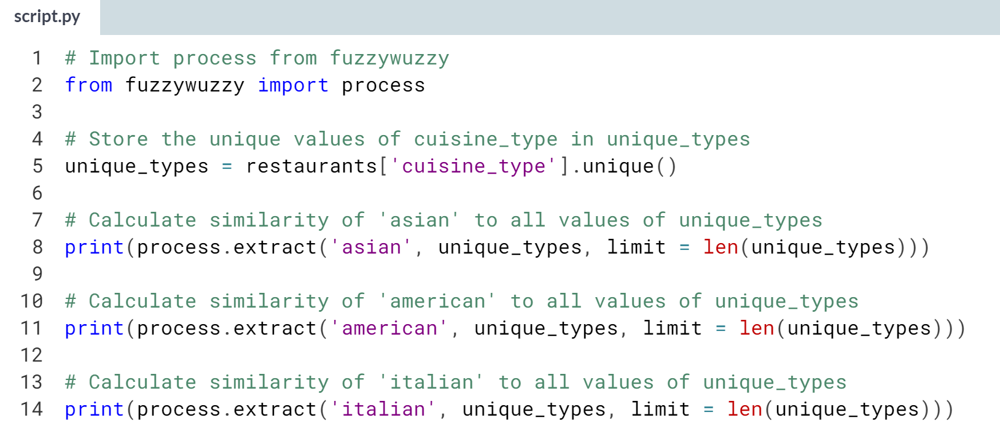 script.py
1 # Import process from fuzzywuzzy
2 from fuzzywuzzy import process
3
4 # Store the unique values of cuisine_type in unique_types
5 unique_types = restaurants['cuisine_type'].unique()
6
7 # Calculate similarity of 'asian' to all values of unique_types
8 print(process.extract('asian', unique_types, limit = len(unique_types)))
9
10 # Calculate similarity of 'american' to all values of unique_types
11 print(process.extract('american', unique_types, limit = len(unique_types)))
12
13 # Calculate similarity of 'italian' to all values of unique_types
14 print(process.extract('italian', unique_types, limit = len(unique_types)))